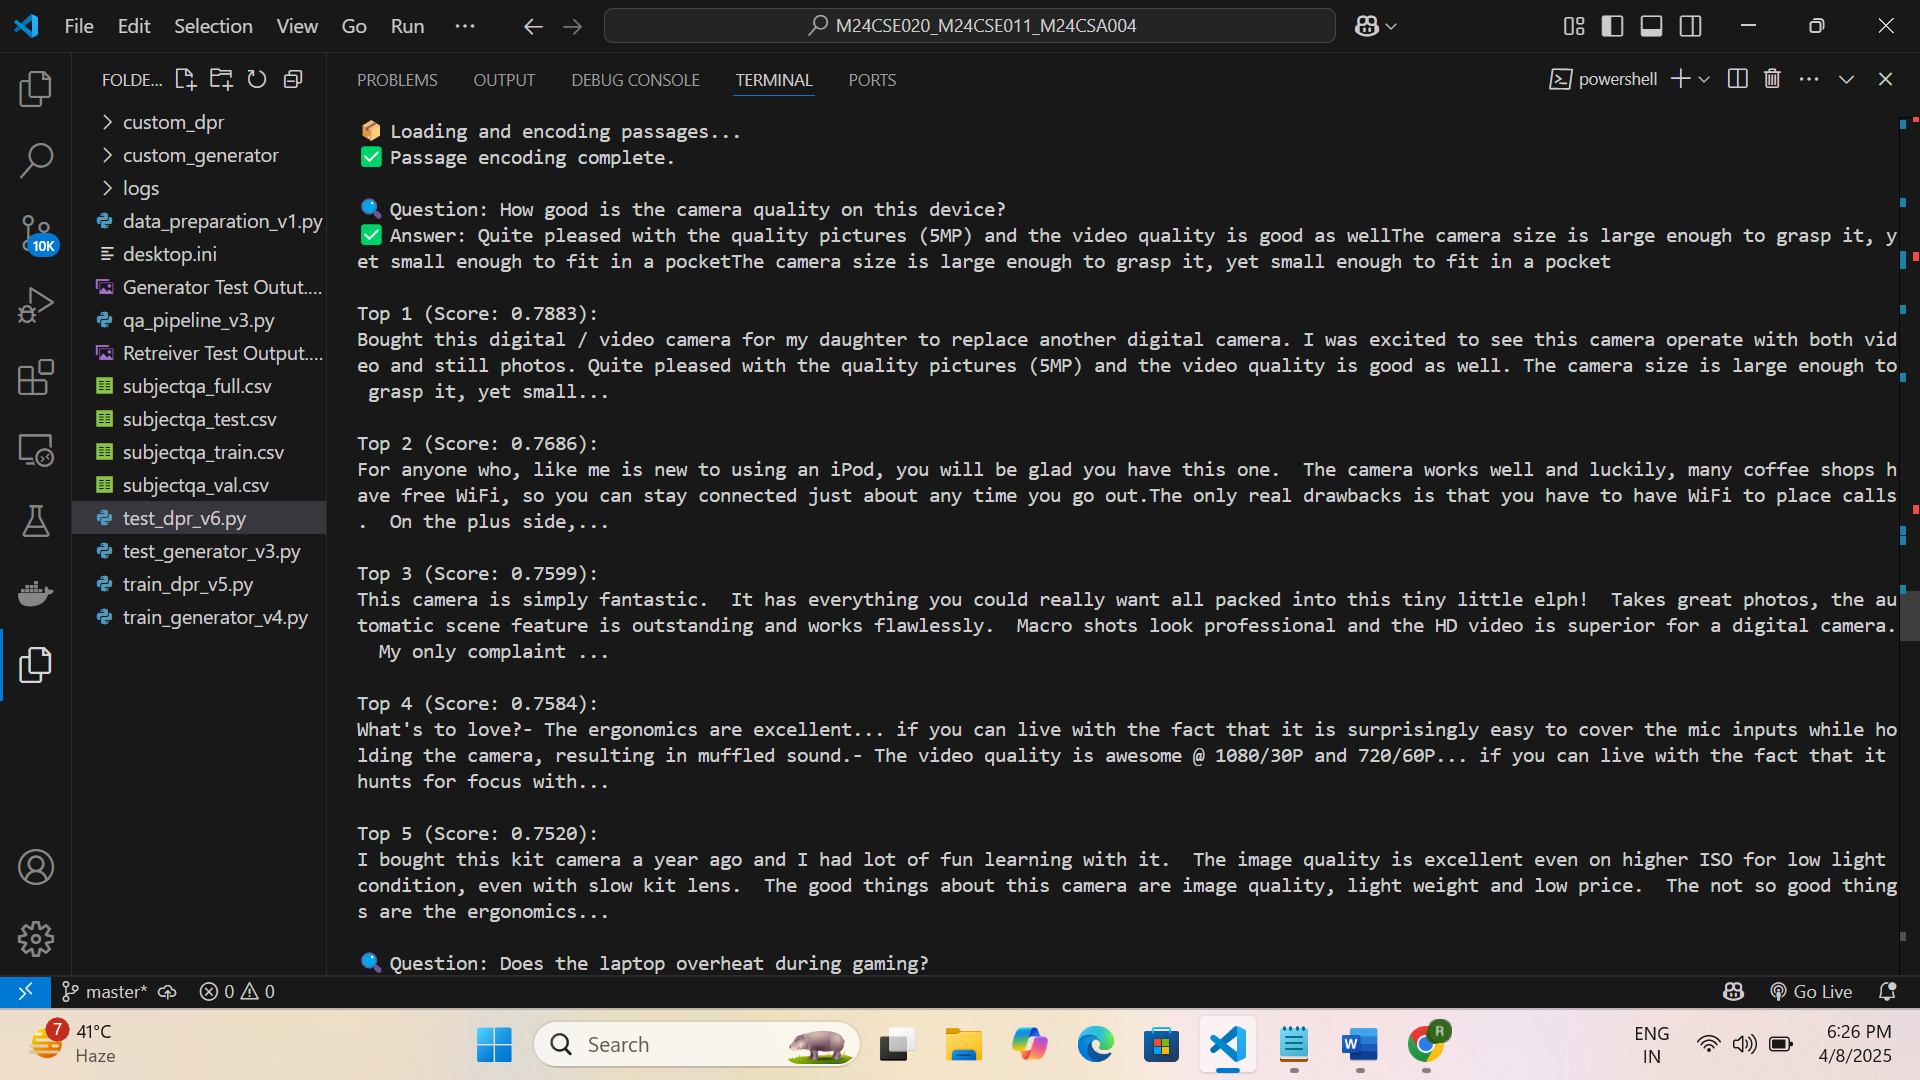 File Edit Selection View Go Run ··· M24CSE020_M24CSE011_M24CSA004
FOLDE... PROBLEMS OUTPUT DEBUG CONSOLE TERMINAL PORTS powershell
custom_dpr
custom_generator
logs
data_preparation_v1.py
desktop.ini
Generator Test Outut....
qa_pipeline_v3.py
Retreiver Test Output....
subjectqa_full.csv
subjectqa_test.csv
subjectqa_train.csv
subjectqa_val.csv
test_dpr_v6.py
test_generator_v3.py
train_dpr_v5.py
train_generator_v4.py
10K
📦 Loading and encoding passages...
✅ Passage encoding complete.
🔍 Question: How good is the camera quality on this device?
✅ Answer: Quite pleased with the quality pictures (5MP) and the video quality is good as wellThe camera size is large enough to grasp it, y
et small enough to fit in a pocketThe camera size is large enough to grasp it, yet small enough to fit in a pocket
Top 1 (Score: 0.7883):
Bought this digital / video camera for my daughter to replace another digital camera. I was excited to see this camera operate with both vid
eo and still photos. Quite pleased with the quality pictures (5MP) and the video quality is good as well. The camera size is large enough to
grasp it, yet small...
Top 2 (Score: 0.7686):
For anyone who, like me is new to using an iPod, you will be glad you have this one.  The camera works well and luckily, many coffee shops h
ave free WiFi, so you can stay connected just about any time you go out.The only real drawbacks is that you have to have WiFi to place calls
.  On the plus side,...
Top 3 (Score: 0.7599):
This camera is simply fantastic.  It has everything you could really want all packed into this tiny little elph!  Takes great photos, the au
tomatic scene feature is outstanding and works flawlessly.  Macro shots look professional and the HD video is superior for a digital camera.
My only complaint ...
Top 4 (Score: 0.7584):
What's to love?- The ergonomics are excellent... if you can live with the fact that it is surprisingly easy to cover the mic inputs while ho
lding the camera, resulting in muffled sound.- The video quality is awesome @ 1080/30P and 720/60P... if you can live with the fact that it
hunts for focus with...
Top 5 (Score: 0.7520):
I bought this kit camera a year ago and I had lot of fun learning with it.  The image quality is excellent even on higher ISO for low light
condition, even with slow kit lens.  The good things about this camera are image quality, light weight and low price.  The not so good thing
s are the ergonomics...
🔍 Question: Does the laptop overheat during gaming?
master* 0 0 Go Live
7 41°C
Haze
Search
W
R
ENG
IN
6:26 PM
4/8/2025